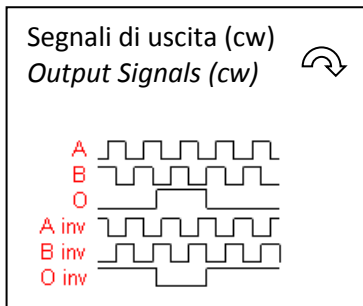 Segnali di uscita (cw)
Output Signals (cw)
A
B
O
A inv
B inv
O inv